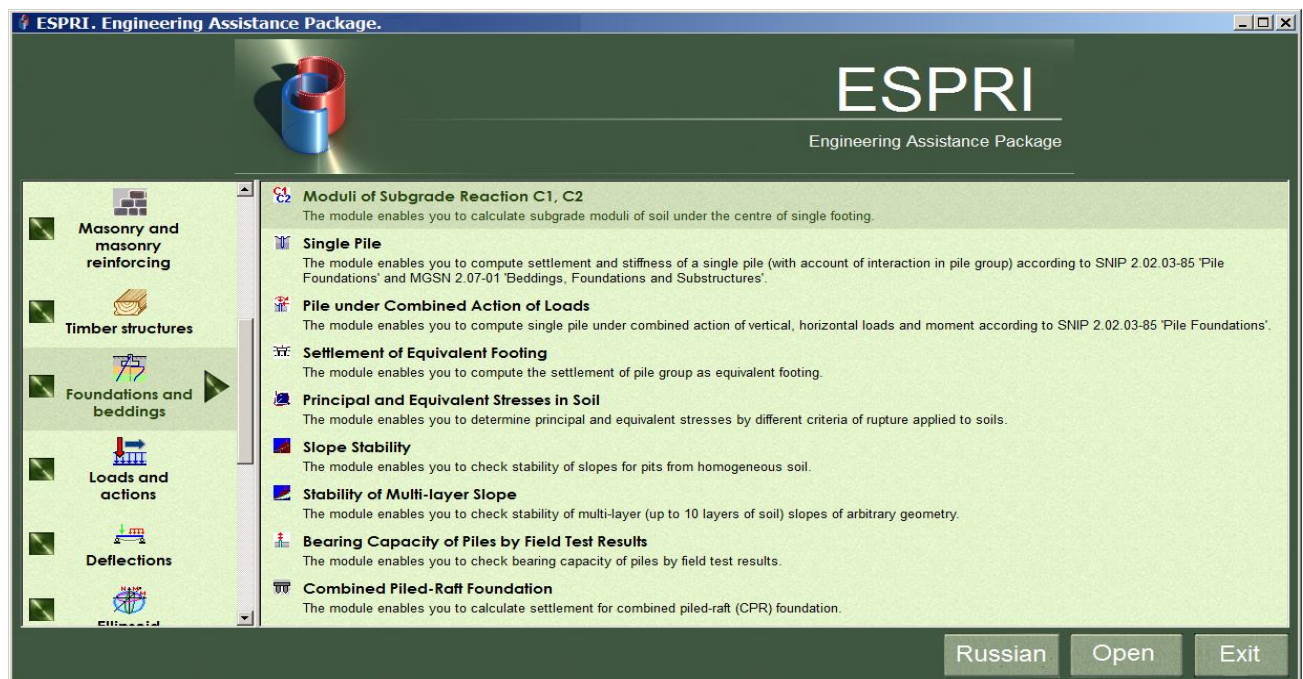 ESPRI. Engineering Assistance Package.
ESPRI
Engineering Assistance Package
Masonry and
masonry
reinforcing
Timber structures
Foundations and
beddings
Loads and
actions
Deflections
Ellipsoid
C1, C2 Moduli of Subgrade Reaction C1, C2
The module enables you to calculate subgrade moduli of soil under the centre of single footing.
Single Pile
The module enables you to compute settlement and stiffness of a single pile (with account of interaction in pile group) according to SNIP 2.02.03-85 'Pile
Foundations' and MGSN 2.07-01 'Beddings, Foundations and Substructures'.
Pile under Combined Action of Loads
The module enables you to compute single pile under combined action of vertical, horizontal loads and moment according to SNIP 2.02.03-85 'Pile Foundations'.
Settlement of Equivalent Footing
The module enables you to compute the settlement of pile group as equivalent footing.
Principal and Equivalent Stresses in Soil
The module enables you to determine principal and equivalent stresses by different criteria of rupture applied to soils.
Slope Stability
The module enables you to check stability of slopes for pits from homogeneous soil.
Stability of Multi-layer Slope
The module enables you to check stability of multi-layer (up to 10 layers of soil) slopes of arbitrary geometry.
Bearing Capacity of Piles by Field Test Results
The module enables you to check bearing capacity of piles by field test results.
Combined Piled-Raft Foundation
The module enables you to calculate settlement for combined piled-raft (CPR) foundation.
Russian
Open
Exit